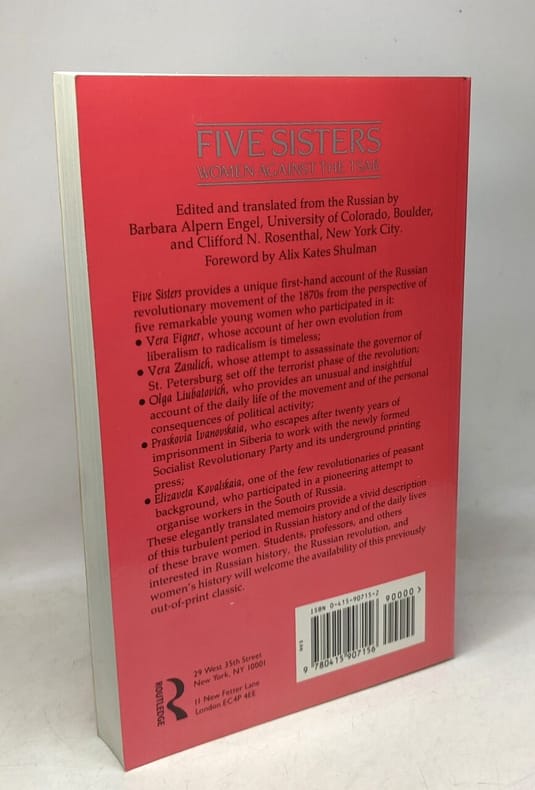 FIVE SISTERS
WOMEN AGAINST THE TSAR
Edited and translated from the Russian by
Barbara Alpern Engel, University of Colorado, Boulder,
and Clifford N. Rosenthal, New York City.
Foreword by Alix Kates Shulman
Five Sisters provides a unique first-hand account of the Russian
revolutionary movement of the 1870s from the perspective of
five remarkable young women who participated in it:
• Vera Figner, whose account of her own evolution from
liberalism to radicalism is timeless;
• Vera Zasulich, whose attempt to assassinate the governor of
St. Petersburg set off the terrorist phase of the revolution;
• Olga Liubatovich, who provides an unusual and insightful
account of the daily life of the movement and of the personal
consequences of political activity;
• Praskovia Ivanovskaia, who escapes after twenty years of
imprisonment in Siberia to work with the newly formed
Socialist Revolutionary Party and its underground printing
press;
• Elizaveta Kovalskaia, one of the few revolutionaries of peasant
background, who participated in a pioneering attempt to
organise workers in the South of Russia.
These elegantly translated memoirs provide a vivid description
of this turbulent period in Russian history and of the daily lives
of these brave women. Students, professors, and others
interested in Russian history, the Russian revolution, and
women's history will welcome the availability of this previously
out-of-print classic.
ISBN 0-415-90715-2
90000>
EAN
9 780415 907156
ROUTLEDGE
29 West 35th Street
New York, NY 10001
11 New Fetter Lane
London EC4P 4EE